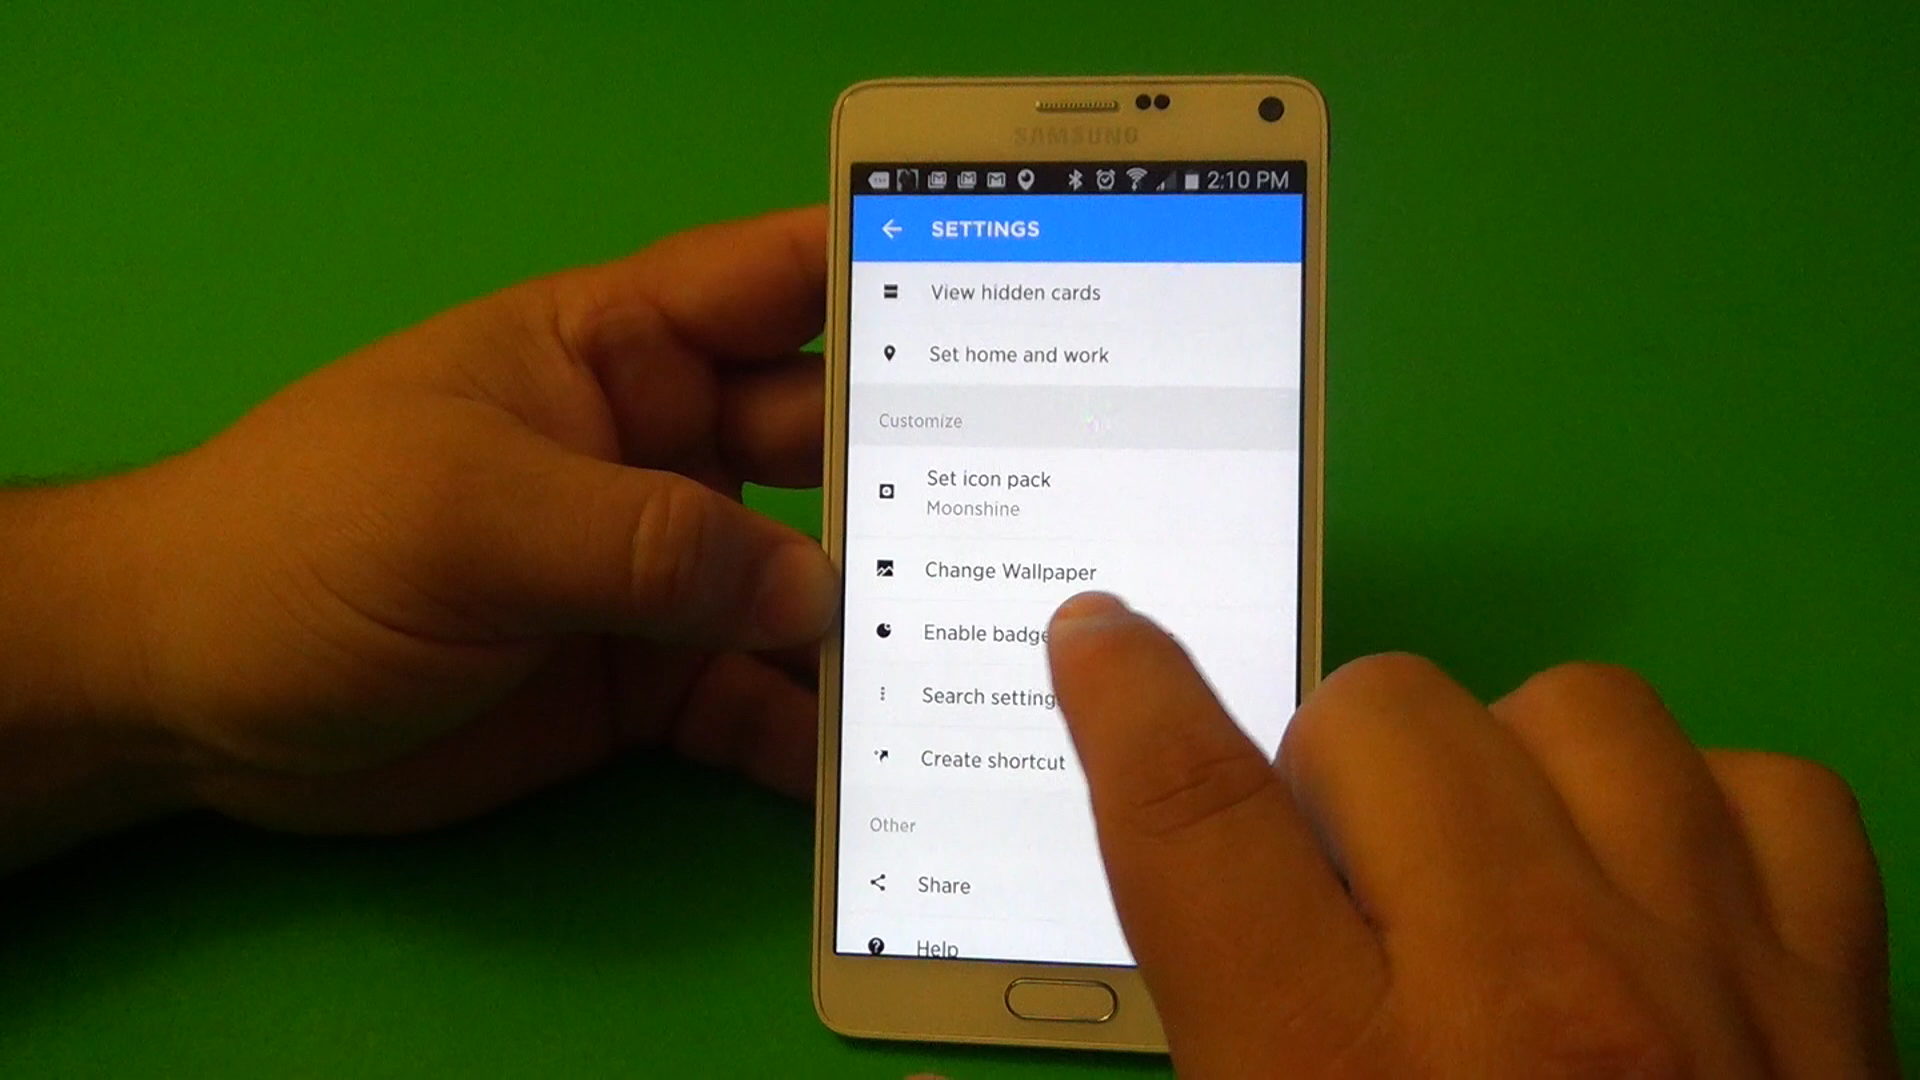 SAMSUNG
2:10 PM
SETTINGS
View hidden cards
Set home and work
Customize
Set icon pack
Moonshine
Change Wallpaper
Enable badge
Search setting
Create shortcut
Other
Share
Help